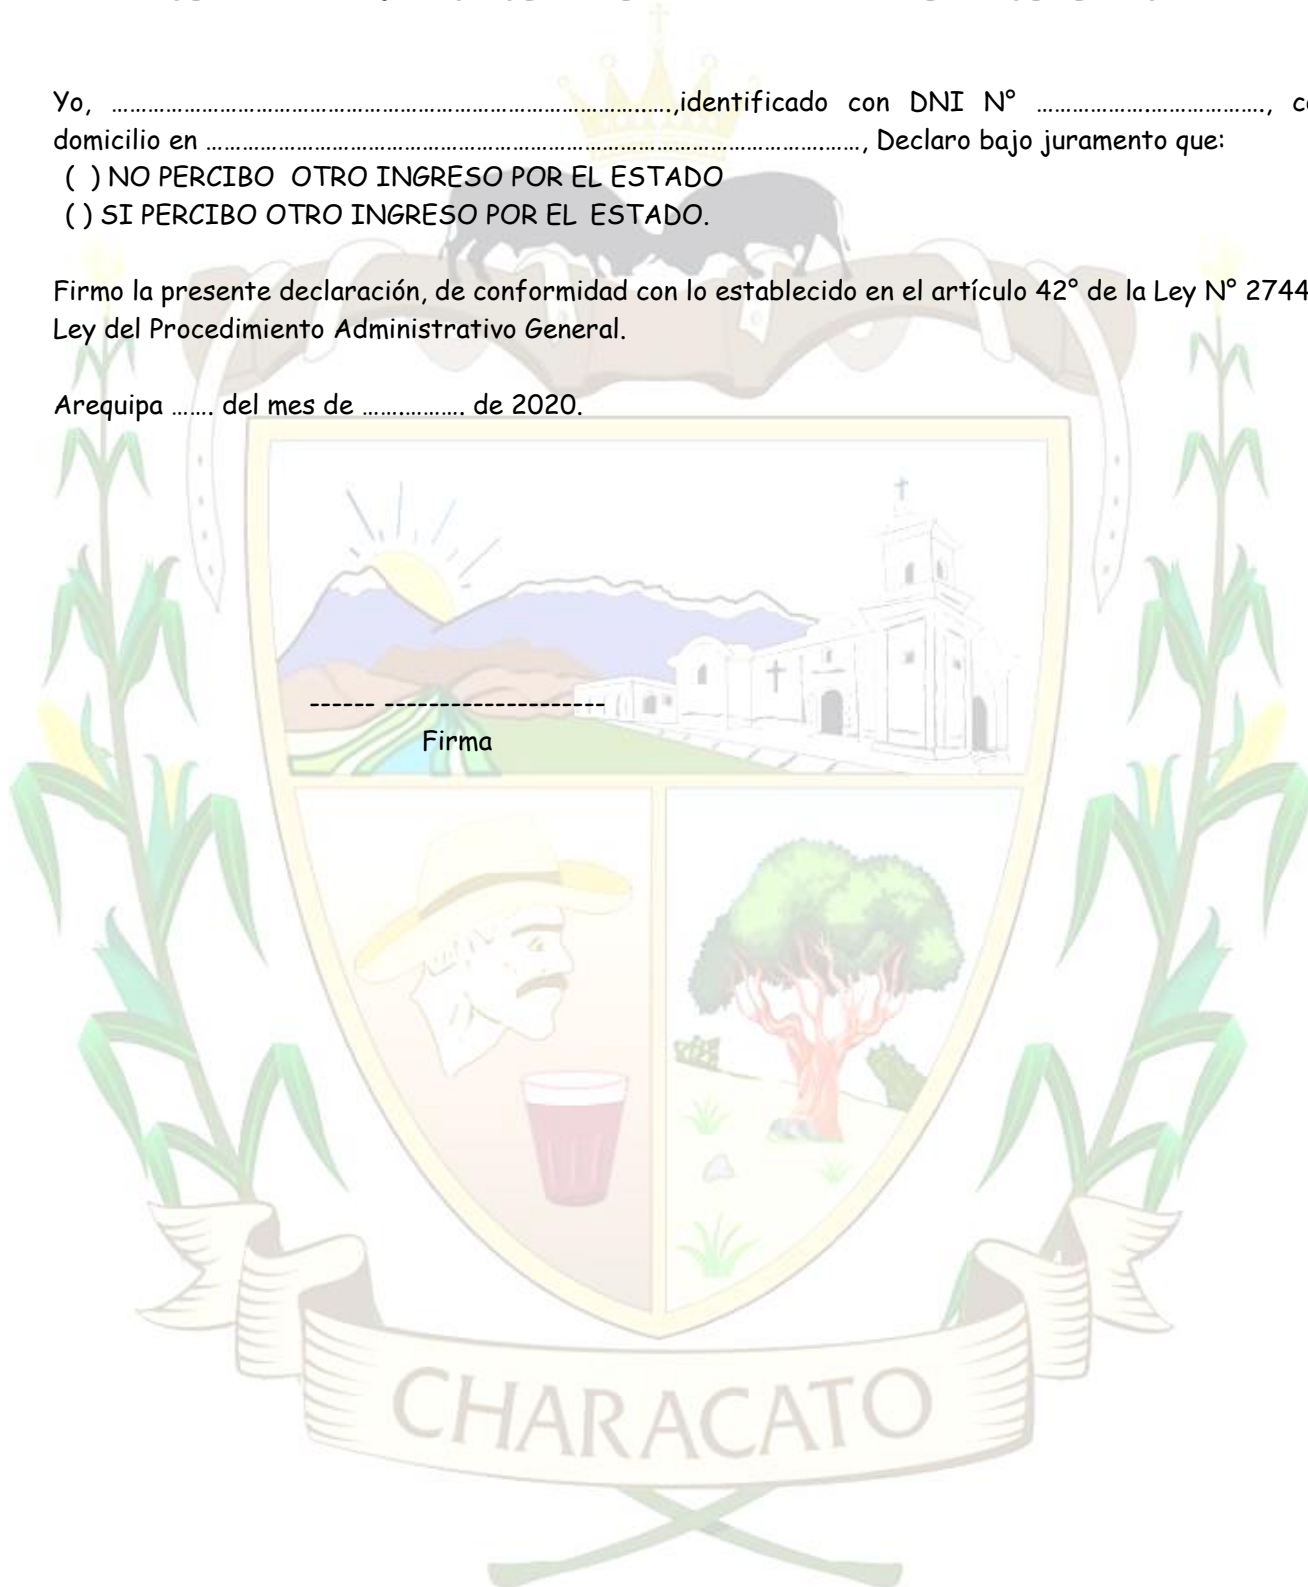 Yo, ……………………………………………………………………………………,identificado con DNI N° ………………………………., c
domicilio en ……………………………………………………………………………………………, Declaro bajo juramento que:
( ) NO PERCIBO OTRO INGRESO POR EL ESTADO
( ) SI PERCIBO OTRO INGRESO POR EL ESTADO.
Firmo la presente declaración, de conformidad con lo establecido en el artículo 42° de la Ley N° 2744
Ley del Procedimiento Administrativo General.
Arequipa ……. del mes de ……………. de 2020.
------ --------------------
Firma
CHARACATO